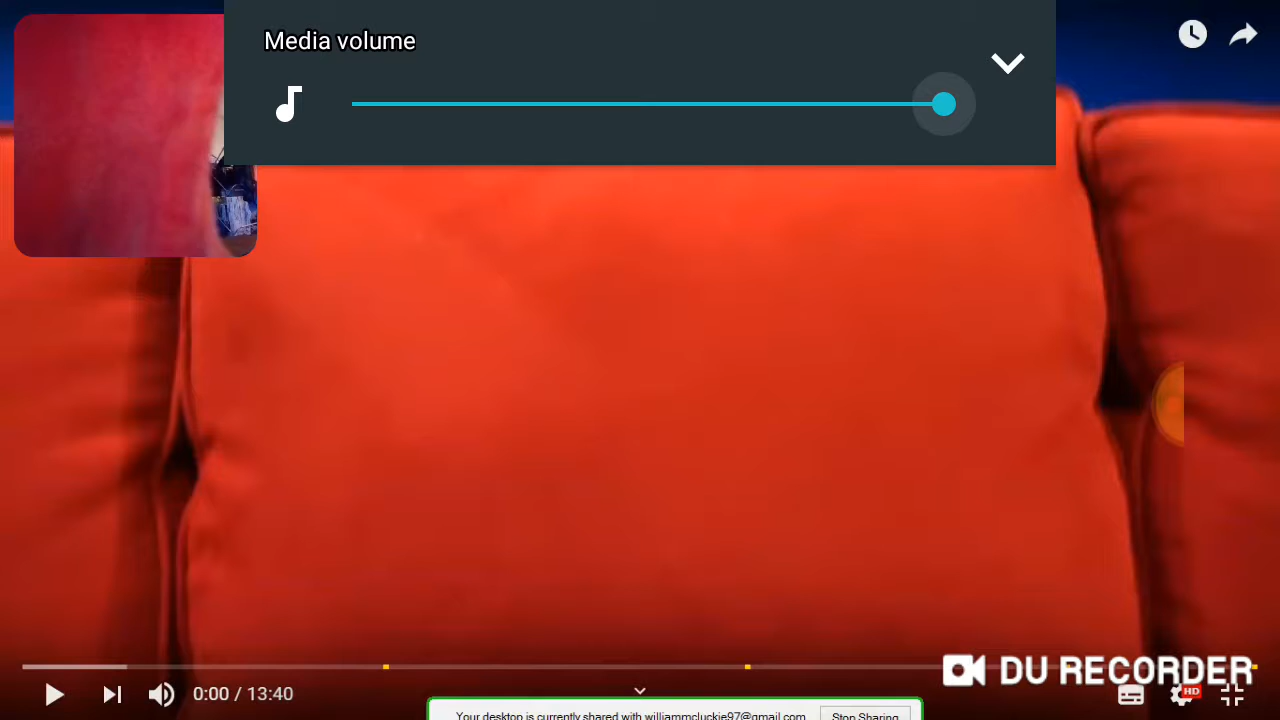 Media volume
0:00 / 13:40
HD
DU RECORDER
Your desktop is currently shared with williammcluckie97@gmail.com
Stop Sharing